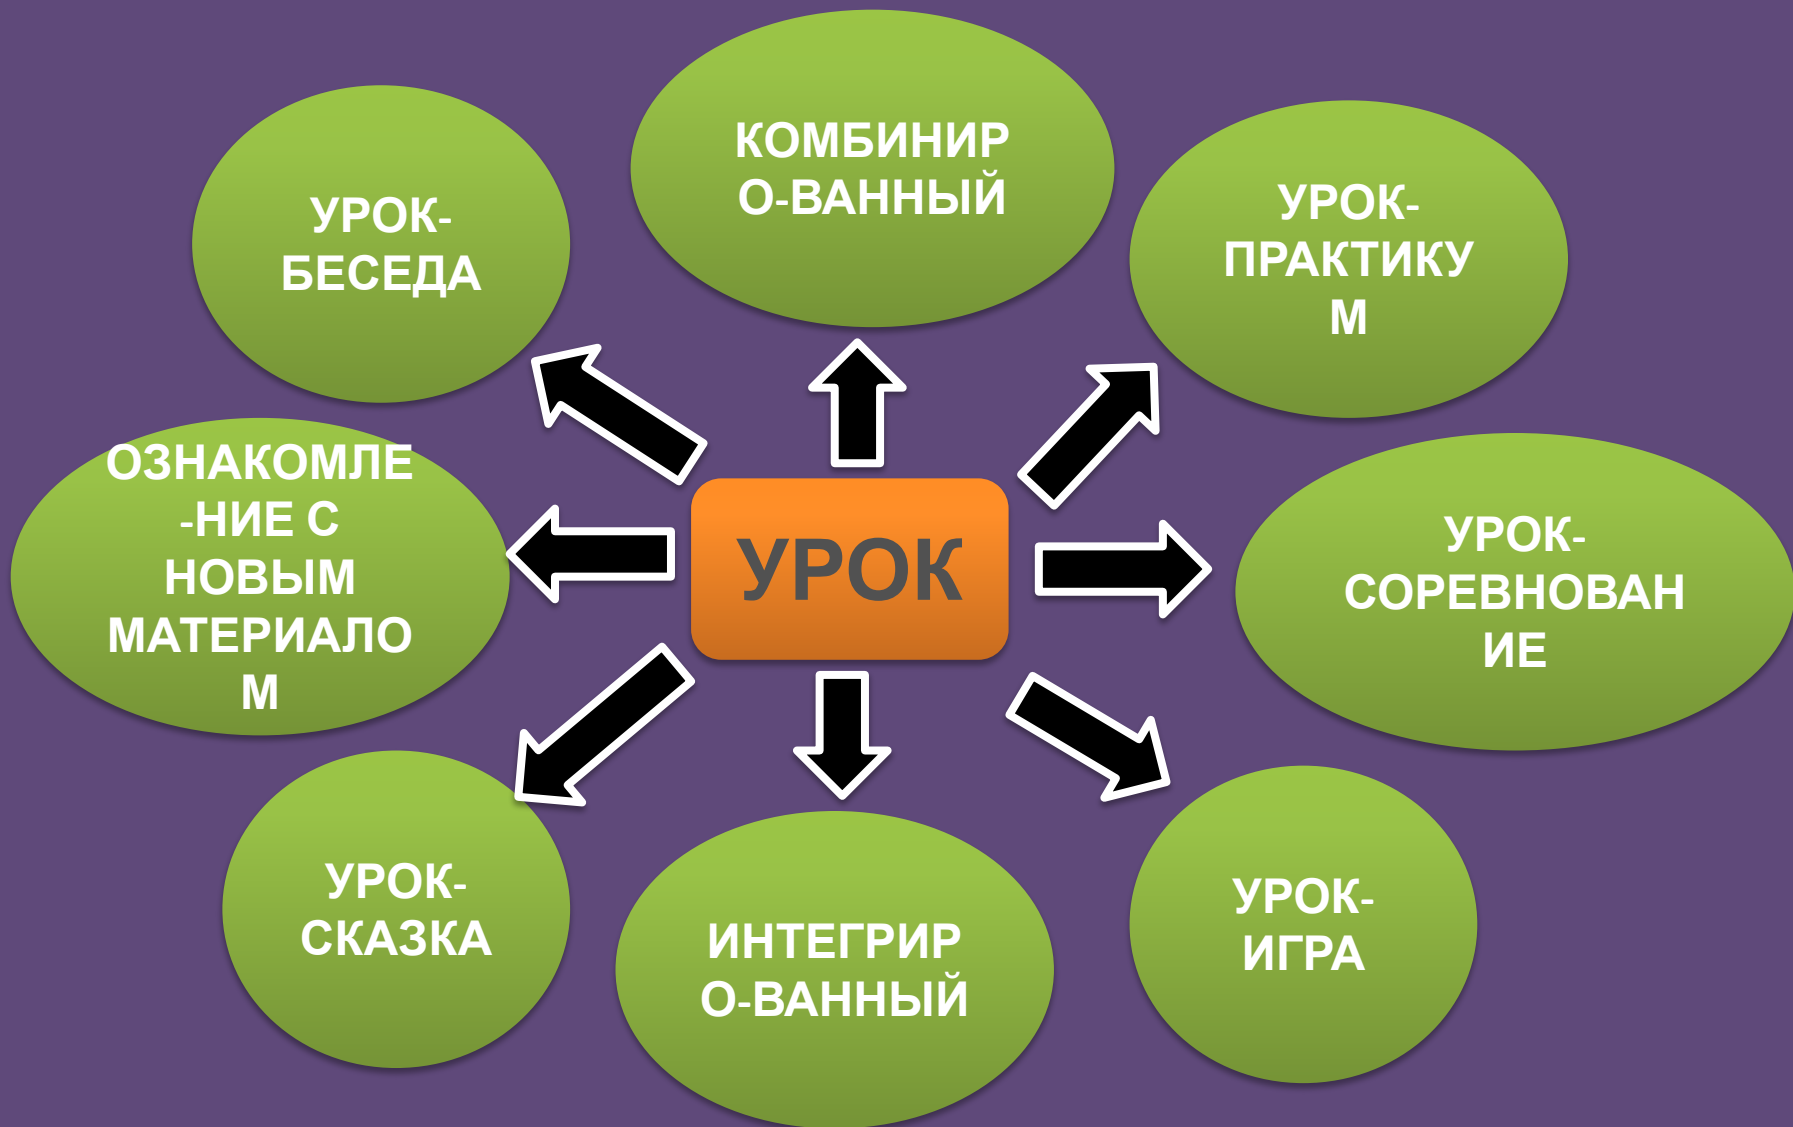 КОМБИНИР
О-ВАННЫЙ
УРОК-
БЕСЕДА
УРОК-
ПРАКТИКУ
М
ОЗНАКОМЛЕ
-НИЕ С
НОВЫМ
МАТЕРИАЛО
М
УРОК
УРОК-
СОРЕВНОВАН
ИЕ
УРОК-
СКАЗКА
ИНТЕГРИР
О-ВАННЫЙ
УРОК-
ИГРА